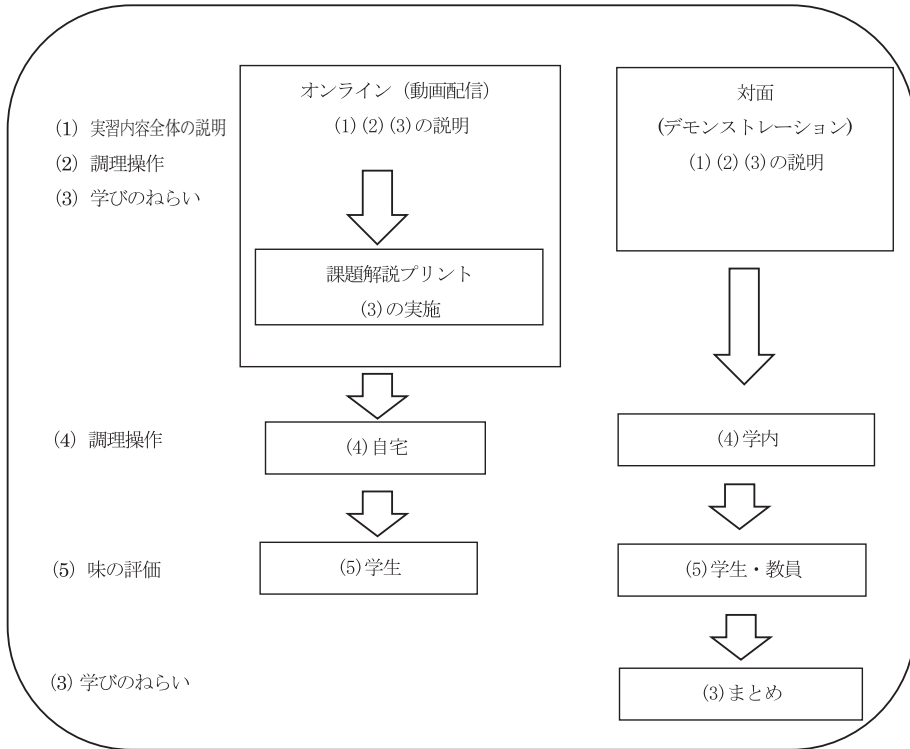 (1) 実習内容全体の説明
(2) 調理操作
(3) 学びのねらい
オンライン (動画配信)
(1) (2) (3) の説明
課題解説プリント
(3) の実施
対面
(デモンストレーション)
(1) (2) (3) の説明
(4) 調理操作
(4) 自宅
(4) 学内
(5) 味の評価
(5) 学生
(5) 学生・教員
(3) 学びのねらい
(3) まとめ